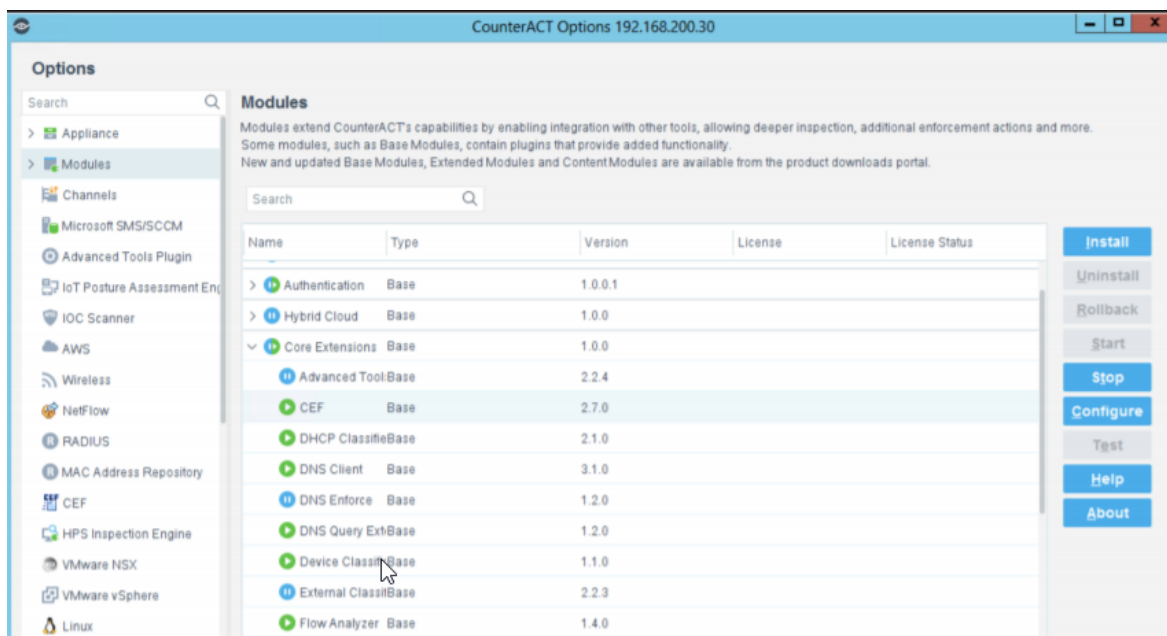 CounterACT Options 192.168.200.30
Options
Search
Appliance
Modules
Channels
Microsoft SMS/SCCM
Advanced Tools Plugin
IoT Posture Assessment Eng
IOC Scanner
AWS
Wireless
NetFlow
RADIUS
MAC Address Repository
CEF
HPS Inspection Engine
VMware NSX
VMware vSphere
Linux
Modules
Modules extend CounterACT's capabilities by enabling integration with other tools, allowing deeper inspection, additional enforcement actions and more.
Some modules, such as Base Modules, contain plugins that provide added functionality.
New and updated Base Modules, Extended Modules and Content Modules are available from the product downloads portal.
Search
Name Type Version License License Status
Authentication Base 1.0.0.1
Hybrid Cloud Base 1.0.0
Core Extensions Base 1.0.0
Advanced Tool Base 2.2.4
CEF Base 2.7.0
DHCP Classifie Base 2.1.0
DNS Client Base 3.1.0
DNS Enforce Base 1.2.0
DNS Query Ext Base 1.2.0
Device Classif Base 1.1.0
External Classif Base 2.2.3
Flow Analyzer Base 1.4.0
Install
Uninstall
Rollback
Start
Stop
Configure
Test
Help
About